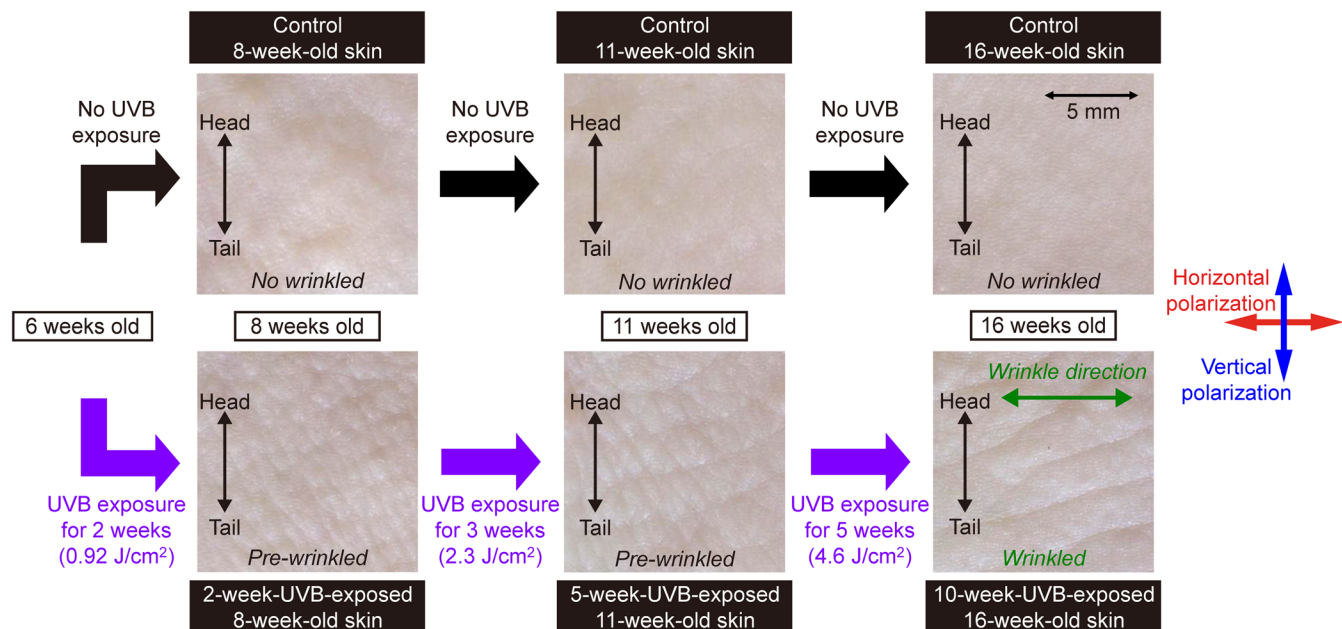 Control
8-week-old skin
Control
11-week-old skin
Control
16-week-old skin
No UVB
exposure
Head
Tail
No wrinkled
No UVB
exposure
Head
Tail
No wrinkled
No UVB
exposure
Head
Tail
5 mm
No wrinkled
Horizontal
polarization
Vertical
polarization
6 weeks old
8 weeks old
11 weeks old
16 weeks old
UVB exposure
for 2 weeks
(0.92 J/cm²)
Head
Tail
Pre-wrinkled
UVB exposure
for 3 weeks
(2.3 J/cm²)
Head
Tail
Pre-wrinkled
UVB exposure
for 5 weeks
(4.6 J/cm²)
Wrinkle direction
Head
Tail
Wrinkled
2-week-UVB-exposed
8-week-old skin
5-week-UVB-exposed
11-week-old skin
10-week-UVB-exposed
16-week-old skin